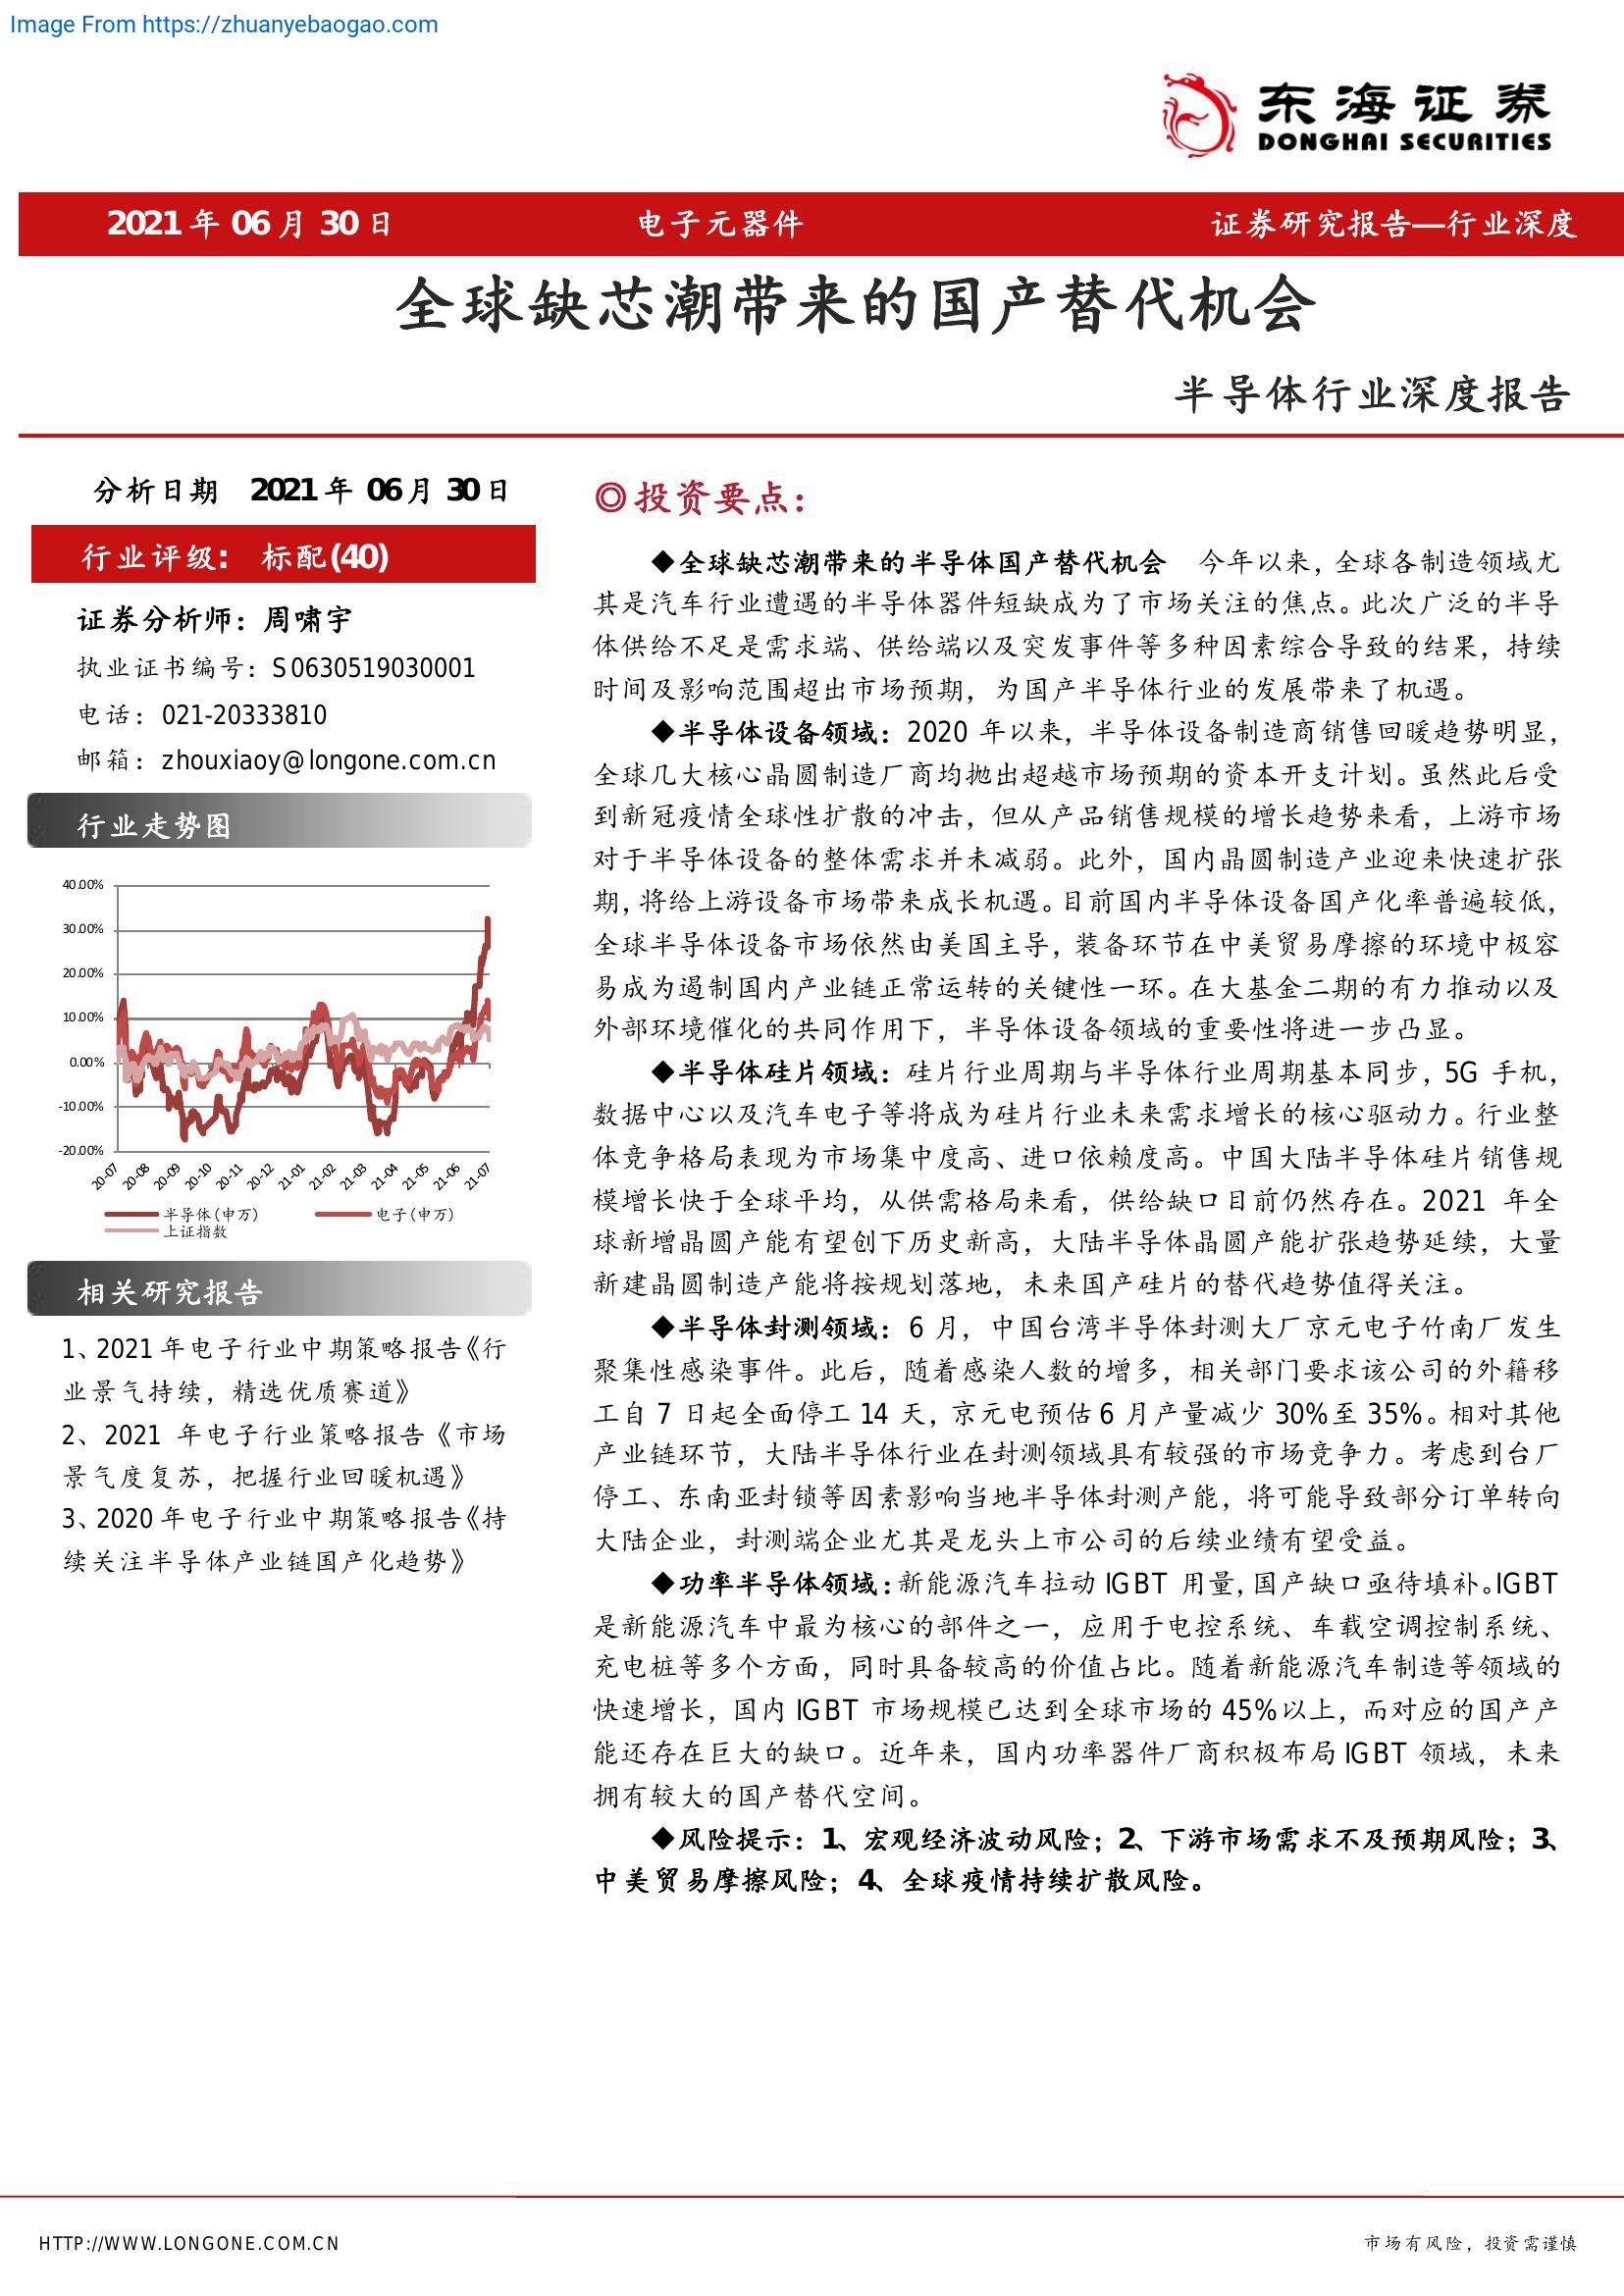 Image From https://zhuanyebaogao.com
东海证券
DONGHAI SECURITIES
2021 年 06 月 30 日 电子元器件 证券研究报告—行业深度
全球缺芯潮带来的国产替代机会
半导体行业深度报告
分析日期 2021 年 06 月 30 日
行业评级： 标配(40)
证券分析师：周啸宇
执业证书编号：S0630519030001
电话：021-20333810
邮箱：zhouxiaoy@longone.com.cn
行业走势图
40.00%
30.00%
20.00%
10.00%
0.00%
-10.00%
-20.00%
20-07 20-08 20-09 20-10 20-11 20-12 21-01 21-02 21-03 21-04 21-05 21-06 21-07
半导体(申万) 电子(申万)
上证指数
相关研究报告
1、2021 年电子行业中期策略报告《行
业景气持续，精选优质赛道》
2、2021 年电子行业策略报告《市场
景气度复苏，把握行业回暖机遇》
3、2020 年电子行业中期策略报告《持
续关注半导体产业链国产化趋势》
◎投资要点：
◆全球缺芯潮带来的半导体国产替代机会 今年以来，全球各制造领域尤
其是汽车行业遭遇的半导体器件短缺成为了市场关注的焦点。此次广泛的半导
体供给不足是需求端、供给端以及突发事件等多种因素综合导致的结果，持续
时间及影响范围超出市场预期，为国产半导体行业的发展带来了机遇。
◆半导体设备领域：2020 年以来，半导体设备制造商销售回暖趋势明显，
全球几大核心晶圆制造厂商均抛出超越市场预期的资本开支计划。虽然此后受
到新冠疫情全球性扩散的冲击，但从产品销售规模的增长趋势来看，上游市场
对于半导体设备的整体需求并未减弱。此外，国内晶圆制造产业迎来快速扩张
期，将给上游设备市场带来成长机遇。目前国内半导体设备国产化率普遍较低，
全球半导体设备市场依然由美国主导，装备环节在中美贸易摩擦的环境中极容
易成为遏制国内产业链正常运转的关键性一环。在大基金二期的有力推动以及
外部环境催化的共同作用下，半导体设备领域的重要性将进一步凸显。
◆半导体硅片领域：硅片行业周期与半导体行业周期基本同步，5G 手机，
数据中心以及汽车电子等将成为硅片行业未来需求增长的核心驱动力。行业整
体竞争格局表现为市场集中度高、进口依赖度高。中国大陆半导体硅片销售规
模增长快于全球平均，从供需格局来看，供给缺口目前仍然存在。2021 年全
球新增晶圆产能有望创下历史新高，大陆半导体晶圆产能扩张趋势延续，大量
新建晶圆制造产能将按规划落地，未来国产硅片的替代趋势值得关注。
◆半导体封测领域：6 月，中国台湾半导体封测大厂京元电子竹南厂发生
聚集性感染事件。此后，随着感染人数的增多，相关部门要求该公司的外籍移
工自 7 日起全面停工 14 天，京元电预估 6 月产量减少 30%至 35%。相对其他
产业链环节，大陆半导体行业在封测领域具有较强的市场竞争力。考虑到台厂
停工、东南亚封锁等因素影响当地半导体封测产能，将可能导致部分订单转向
大陆企业，封测端企业尤其是龙头上市公司的后续业绩有望受益。
◆功率半导体领域：新能源汽车拉动 IGBT 用量，国产缺口亟待填补。IGBT
是新能源汽车中最为核心的部件之一，应用于电控系统、车载空调控制系统、
充电桩等多个方面，同时具备较高的价值占比。随着新能源汽车制造等领域的
快速增长，国内 IGBT 市场规模已达到全球市场的 45%以上，而对应的国产产
能还存在巨大的缺口。近年来，国内功率器件厂商积极布局 IGBT 领域，未来
拥有较大的国产替代空间。
◆风险提示：1、宏观经济波动风险；2、下游市场需求不及预期风险；3、
中美贸易摩擦风险；4、全球疫情持续扩散风险。
HTTP://WWW.LONGONE.COM.CN 市场有风险，投资需谨慎